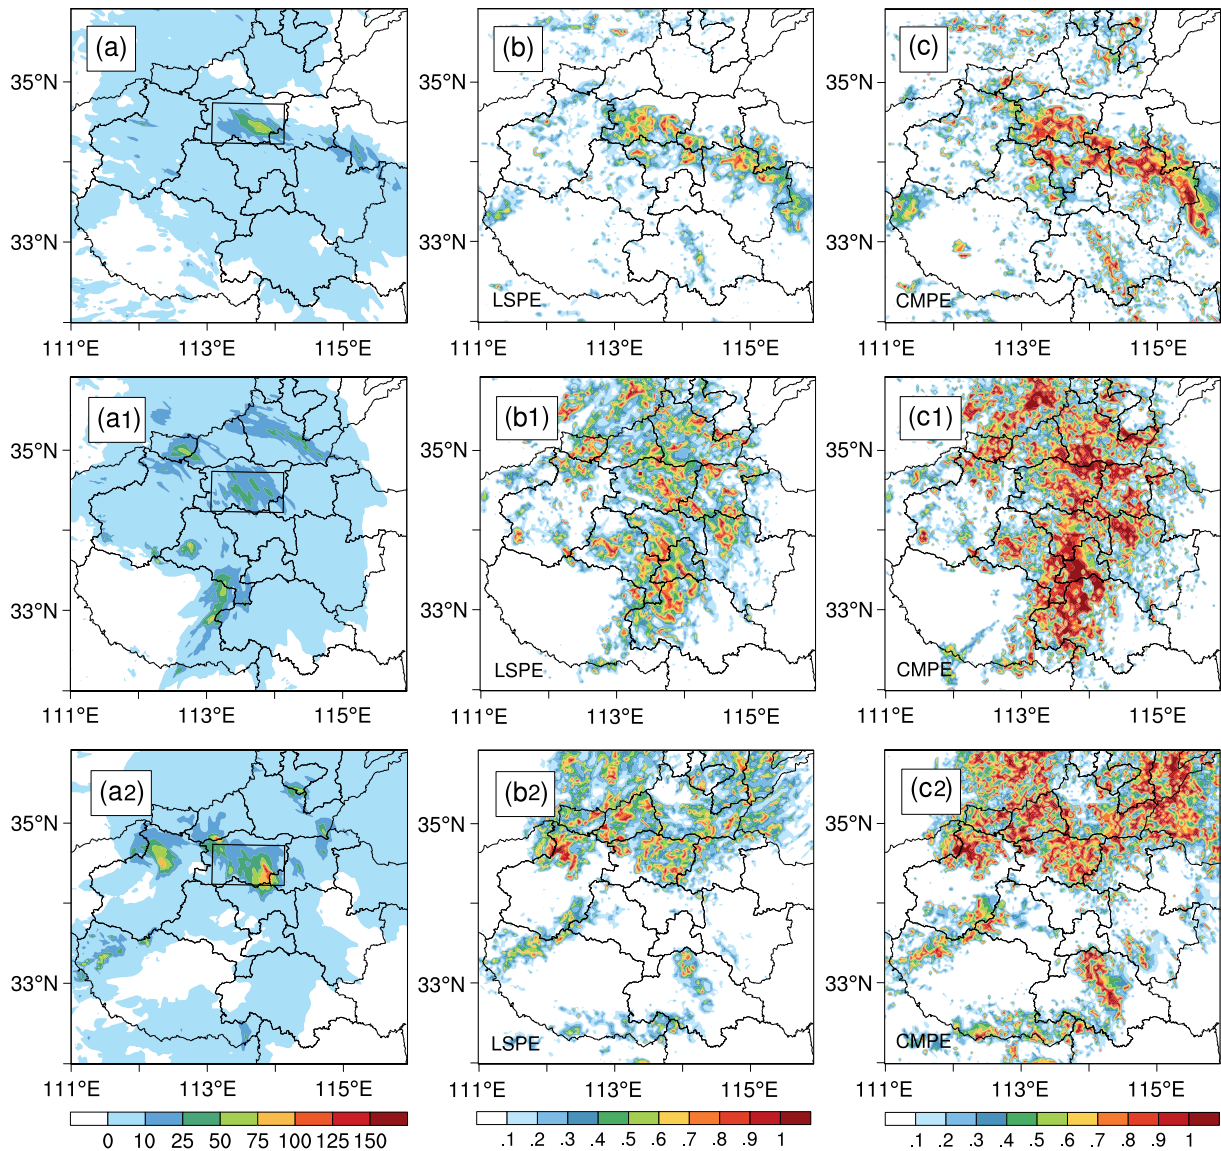 (a) (b) (c)
35°N 35°N 35°N
33°N 33°N 33°N
LSPE CMPE
111°E 113°E 115°E 111°E 113°E 115°E 111°E 113°E 115°E
(a1) (b1) (c1)
35°N 35°N 35°N
33°N 33°N 33°N
LSPE CMPE
111°E 113°E 115°E 111°E 113°E 115°E 111°E 113°E 115°E
(a2) (b2) (c2)
35°N 35°N 35°N
33°N 33°N 33°N
LSPE CMPE
111°E 113°E 115°E 111°E 113°E 115°E 111°E 113°E 115°E
0 10 25 50 75 100 125 150 .1 .2 .3 .4 .5 .6 .7 .8 .9 1 .1 .2 .3 .4 .5 .6 .7 .8 .9 1